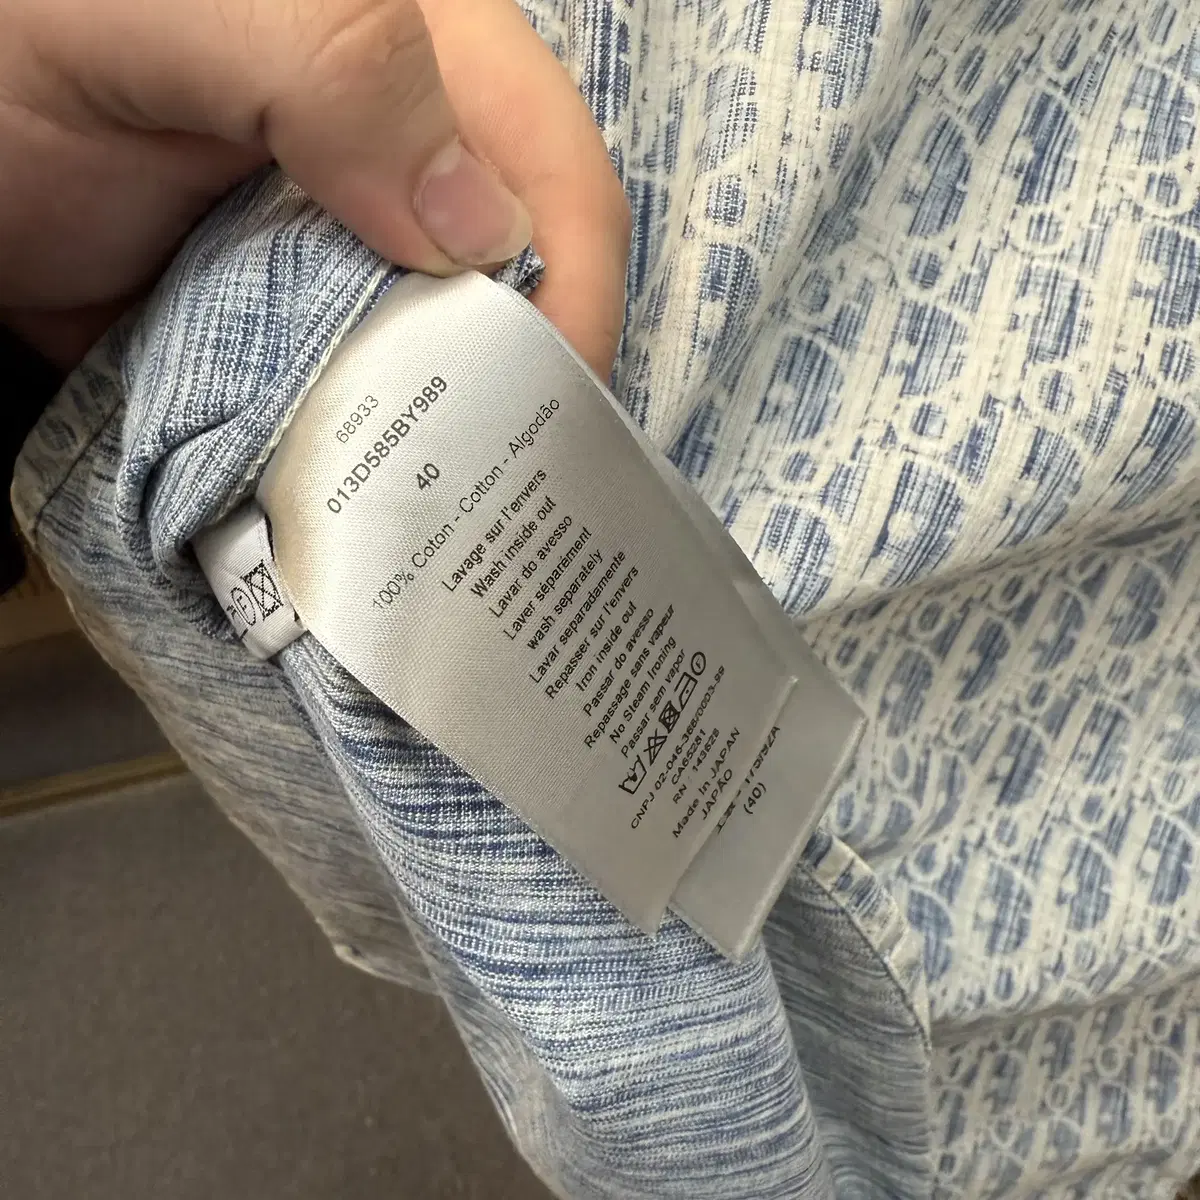 68933
013D585BY989
40
100% Coton - Cotton - Algodão
Lavage sur l'envers
Wash inside out
Lavar do avesso
Laver séparément
wash separately
Lavar separadamente
Repasser sur l'envers
Iron inside out
Passar do avesso
Repassage sans vapeur
No Steam Ironing
Passar sem vapor
CNPJ 02-046-368/0003-99
CA65281
RN : 143628
Made In JAPAN
JAPÃO
(40)